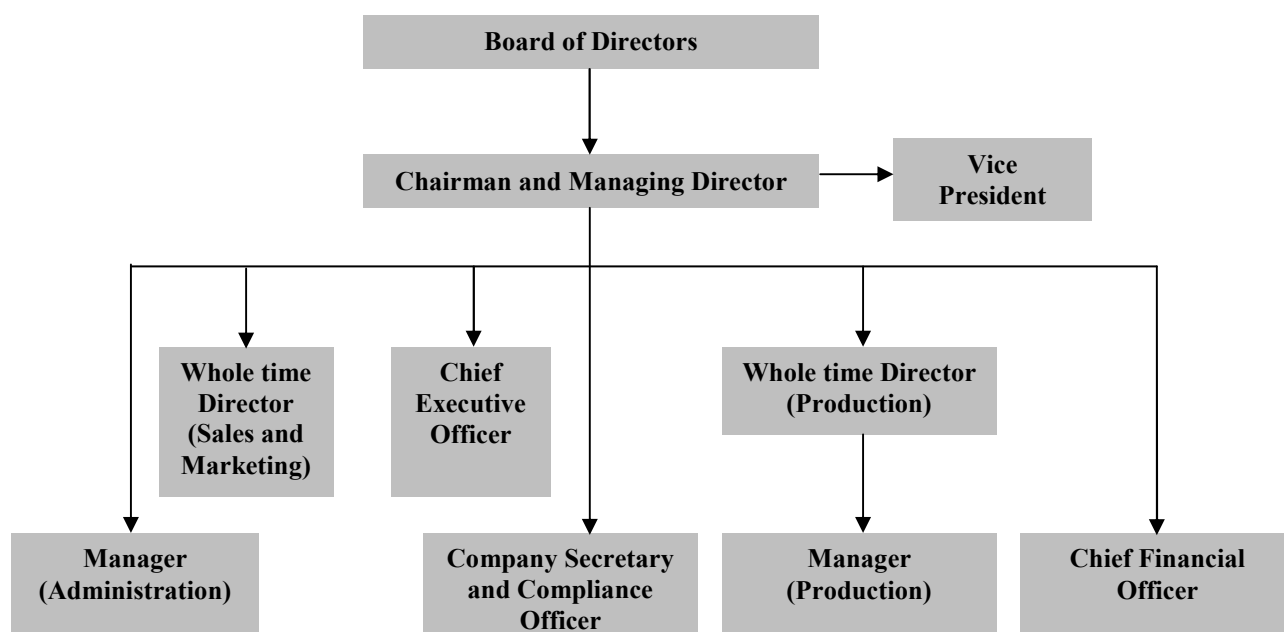 Board of Directors
Chairman and Managing Director
Vice
President
Whole time
Director
(Sales and
Marketing)
Chief
Executive
Officer
Whole time Director
(Production)
Manager
(Administration)
Company Secretary
and Compliance
Officer
Manager
(Production)
Chief Financial
Officer